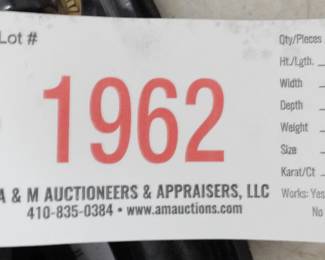 Lot #
1962
A & M AUCTIONEERS & APPRAISERS, LLC
410-835-0384 • www.amauctions.com
Qty/Pieces
Ht./Lgth.
Width
Depth
Weight
Size
Karat/Ct
Works: Yes
No